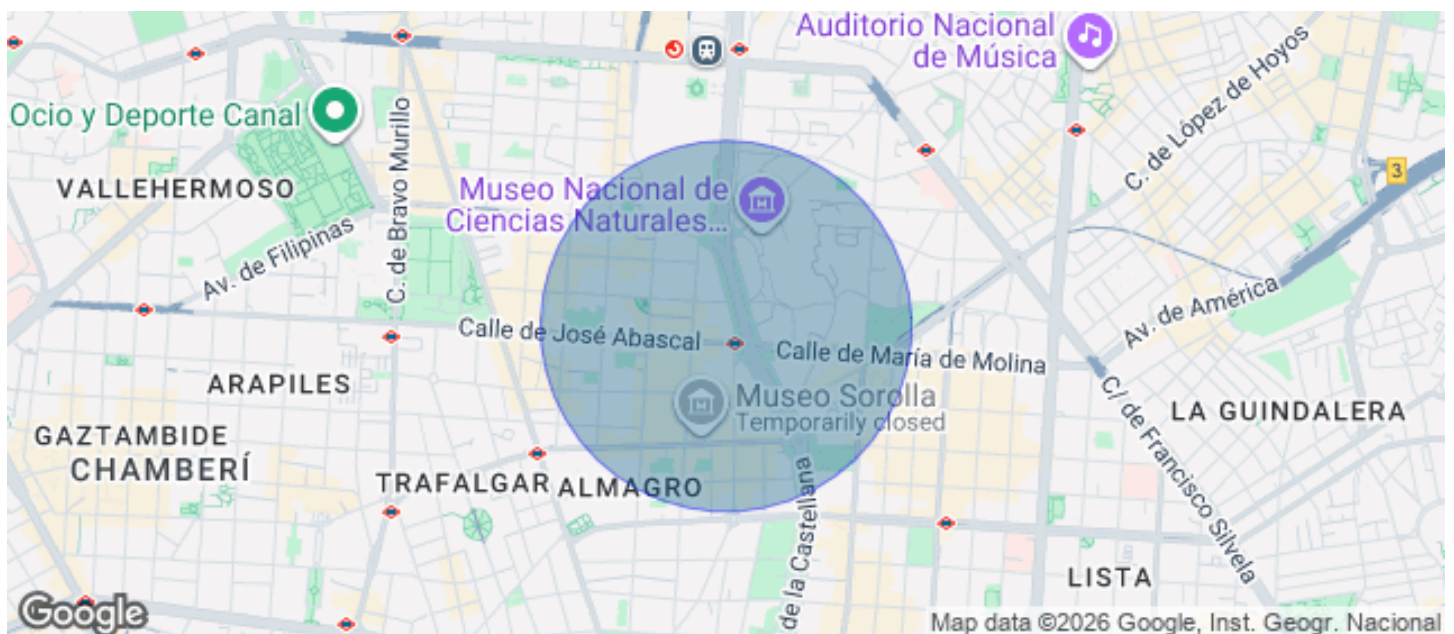 Auditorio Nacional
de Música
C. de López de Hoyos
Ocio y Deporte Canal
C. de Bravo Murillo
3
VALLEHERMOSO
Museo Nacional de
Ciencias Naturales...
Av. de Filipinas
Av. de América
Calle de José Abascal
Calle de María de Molina
ARAPILES
Museo Sorolla
Temporarily closed
C/ de Francisco Silvela
LA GUINDALERA
GAZTAMBIDE
CHAMBERÍ
TRAFALGAR
ALMAGRO
de la Castellana
LISTA
Google
Map data ©2026 Google, Inst. Geogr. Nacional